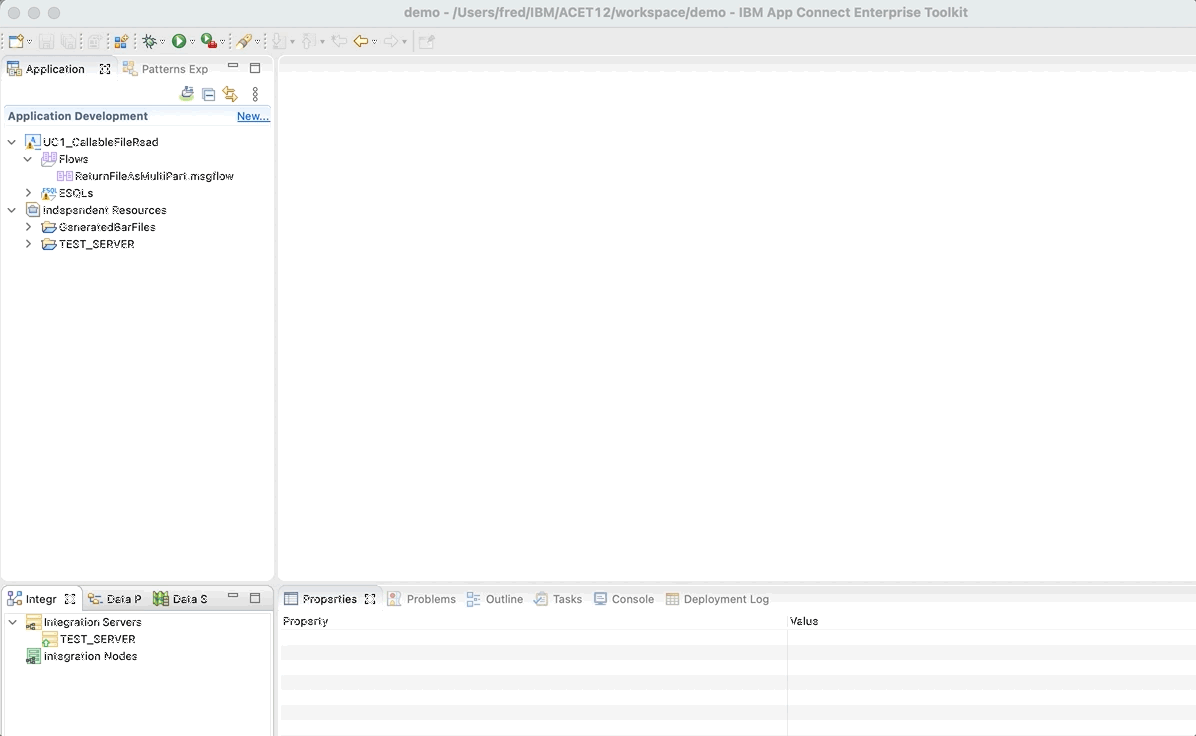 demo - /Users/fred/IBM/ACET12/workspace/demo - IBM App Connect Enterprise Toolkit
Application Patterns Exp
Application Development New...
UC1_CallableFileRead
Flows
ReturnFileAsMultiPart.msgflow
ESQLs
Independent Resources
GeneratedBarFiles
TEST_SERVER
Integr Data P Data S
Integration Servers
TEST_SERVER
Integration Nodes
Properties Problems Outline Tasks Console Deployment Log
Property Value